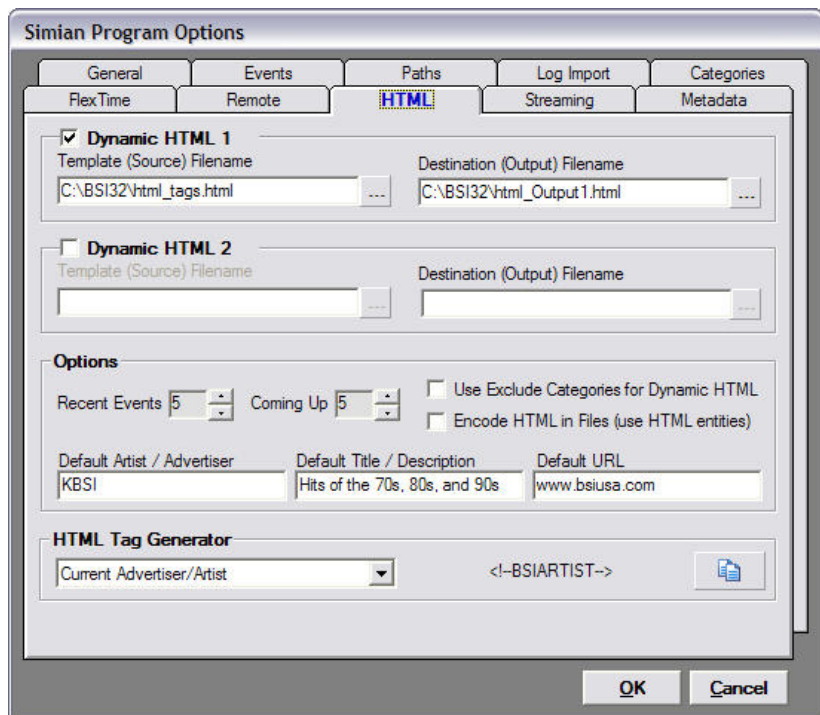 Simian Program Options
General Events Paths Log Import Categories
FlexTime Remote HTML Streaming Metadata
Dynamic HTML 1
Template (Source) Filename Destination (Output) Filename
C:\BSI32\html_tags.html ... C:\BSI32\html_Output1.html ...
Dynamic HTML 2
Template (Source) Filename Destination (Output) Filename
... ...
Options
Recent Events 5 Coming Up 5 Use Exclude Categories for Dynamic HTML
Encode HTML in Files (use HTML entities)
Default Artist / Advertiser Default Title / Description Default URL
KBSI Hits of the 70s, 80s, and 90s www.bsiusa.com
HTML Tag Generator
Current Advertiser/Artist <!--BSIARTIST-->
OK Cancel